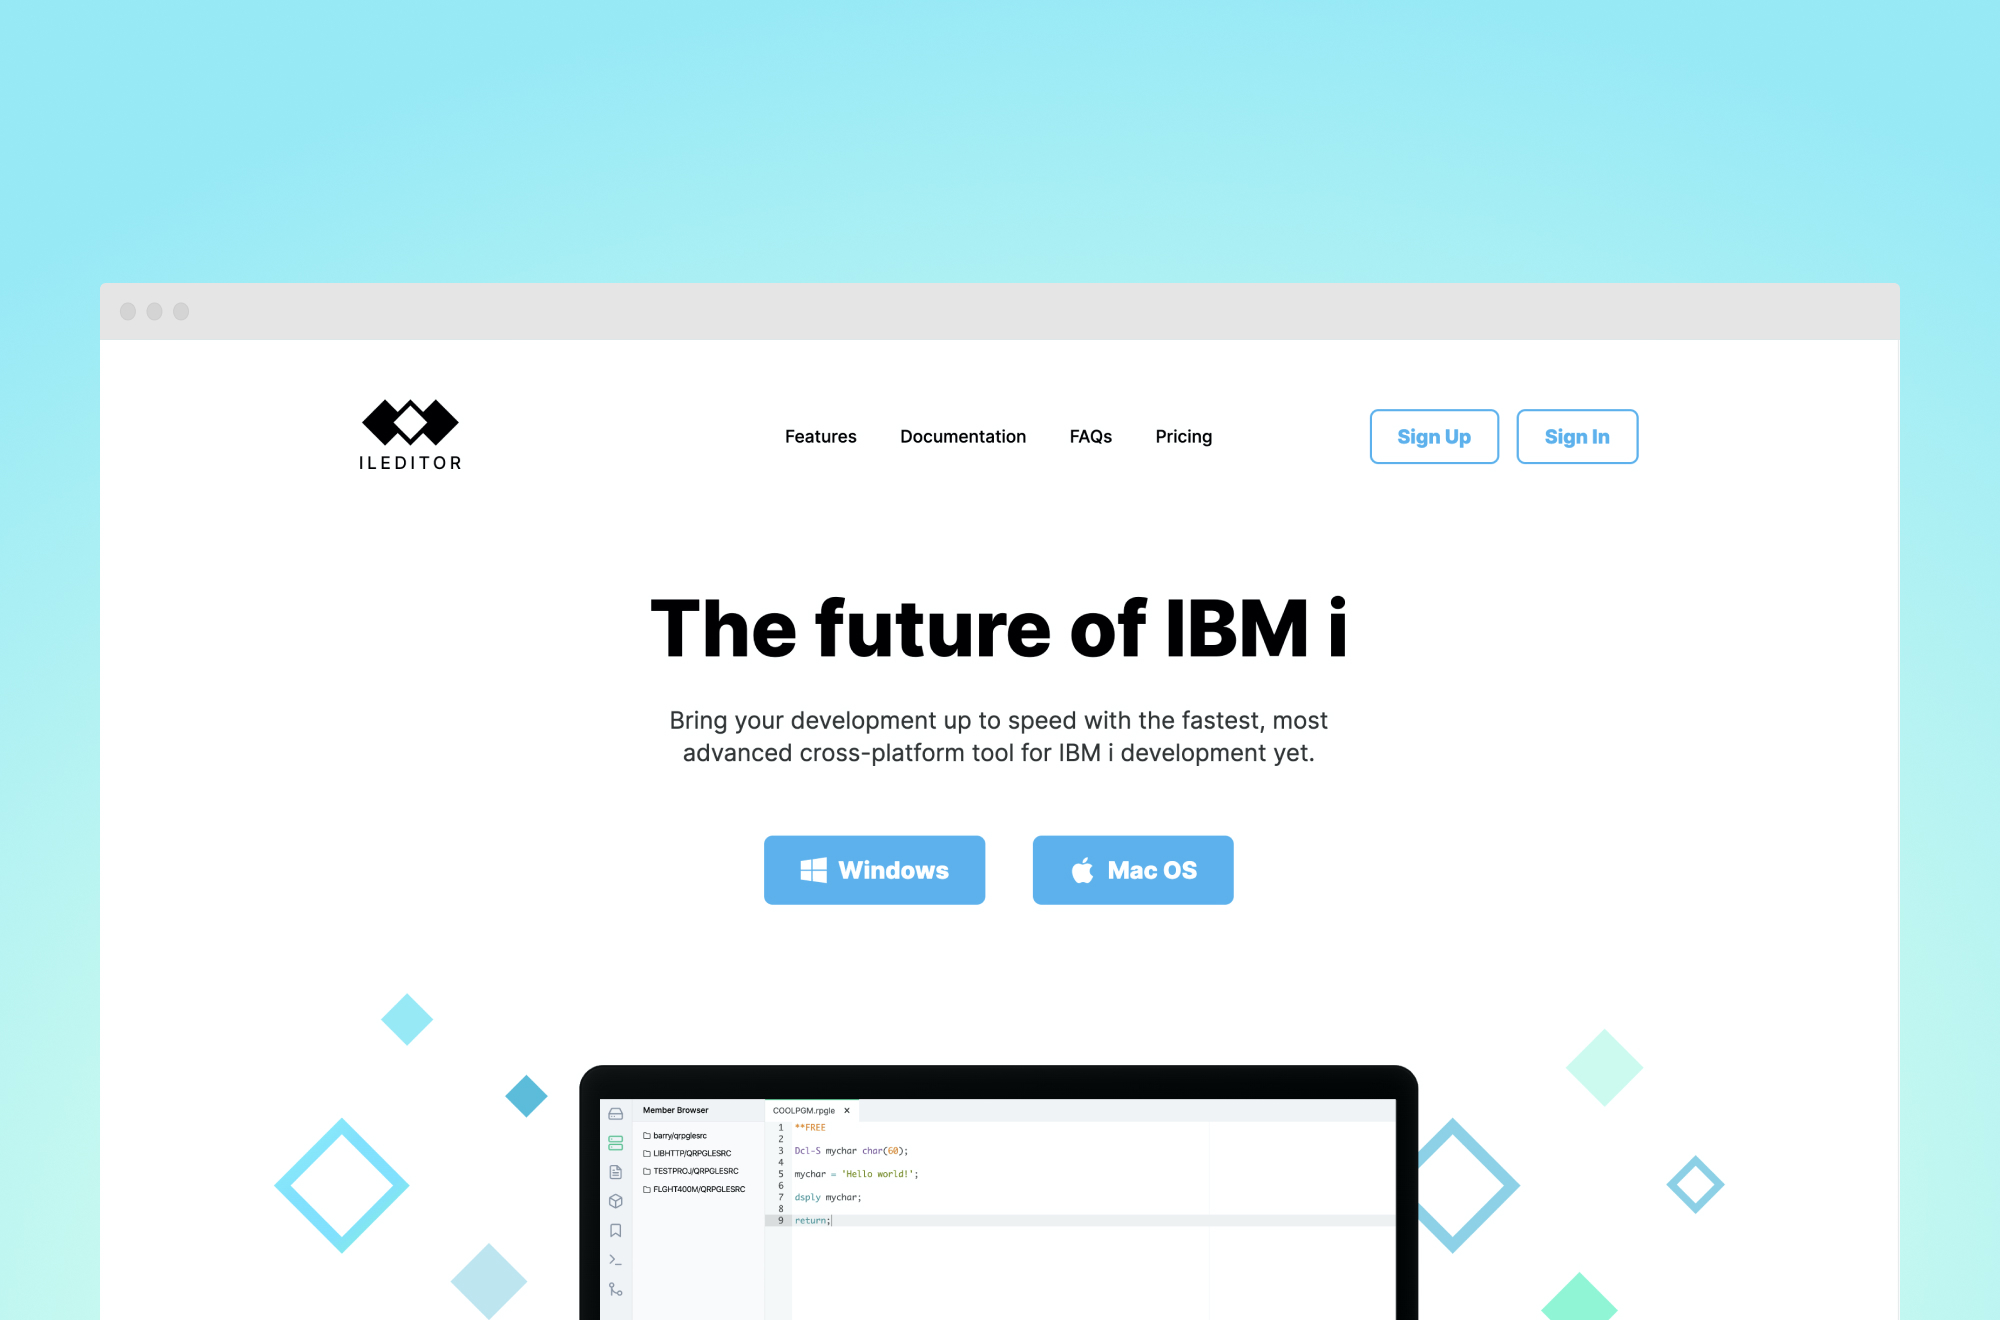 ILEDITOR
Features Documentation FAQs Pricing
Sign Up Sign In
The future of IBM i
Bring your development up to speed with the fastest, most
advanced cross-platform tool for IBM i development yet.
Windows Mac OS
Member Browser
barry/qrpglesrc
LIBHTTP/QRPGLESRC
TESTPROJ/QRPGLESRC
FLGHT400M/QRPGLESRC
COOLPGM.rpgle ×
1 **FREE
2
3 Dcl-S mychar char(60);
4
5 mychar = 'Hello world!';
6
7 dsply mychar;
8
9 return;